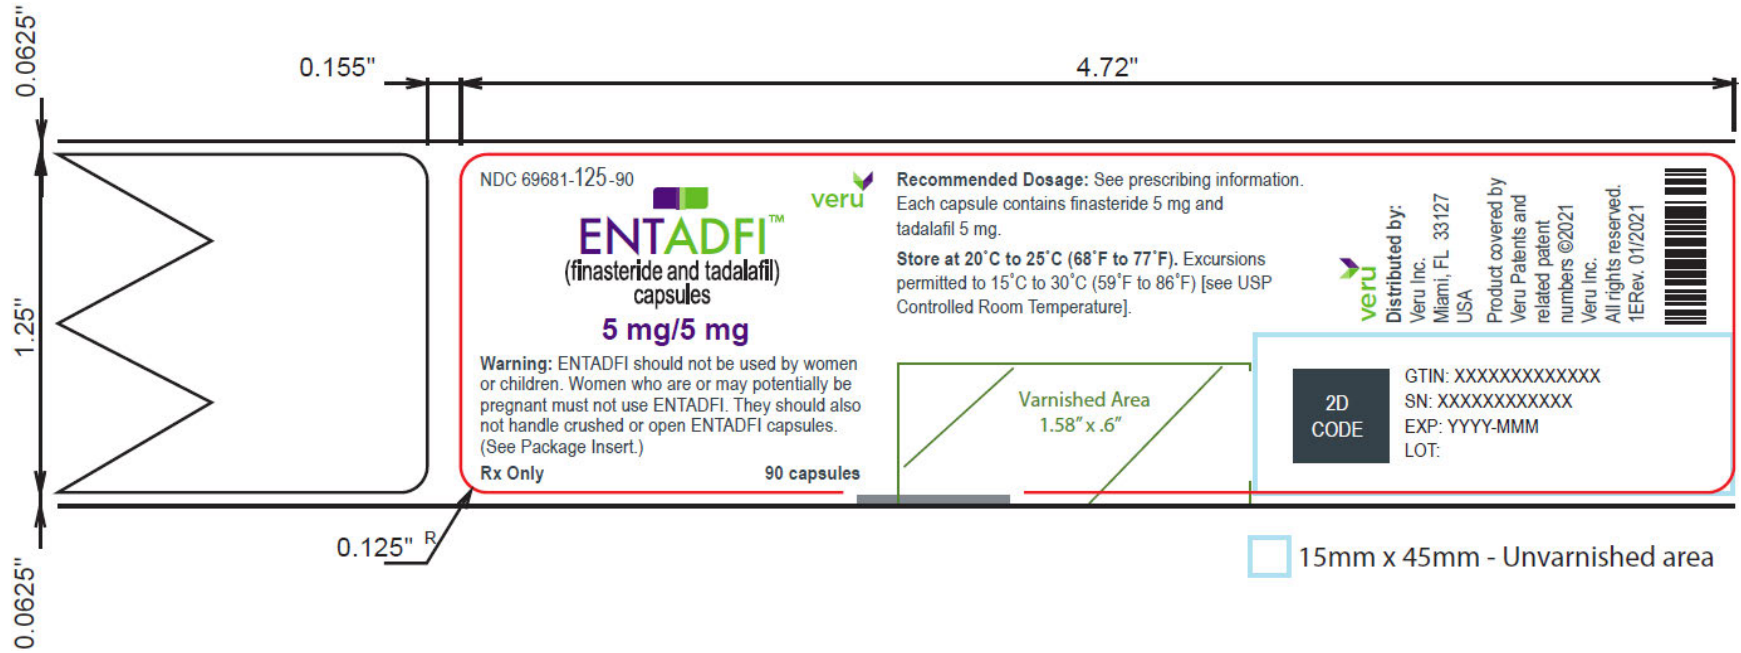 0.0625"
0.155"
4.72"
1.25"
0.0625"
0.125" R
NDC 69681-125-90
veru
ENTADFI™
(finasteride and tadalafil)
capsules
5 mg/5 mg
Warning: ENTADFI should not be used by women
or children. Women who are or may potentially be
pregnant must not use ENTADFI. They should also
not handle crushed or open ENTADFI capsules.
(See Package Insert.)
Rx Only 90 capsules
Recommended Dosage: See prescribing information.
Each capsule contains finasteride 5 mg and
tadalafil 5 mg.
Store at 20˚C to 25˚C (68˚F to 77˚F). Excursions
permitted to 15˚C to 30˚C (59˚F to 86˚F) [see USP
Controlled Room Temperature].
Varnished Area
1.58” x .6”
veru
Distributed by:
Veru Inc.
Miami, FL 33127
USA
Product covered by
Veru Patents and
related patent
numbers ©2021
Veru Inc.
All rights reserved.
1ERev. 01/2021
2D
CODE
GTIN: XXXXXXXXXXXXX
SN: XXXXXXXXXXXX
EXP: YYYY-MMM
LOT:
15mm x 45mm - Unvarnished area